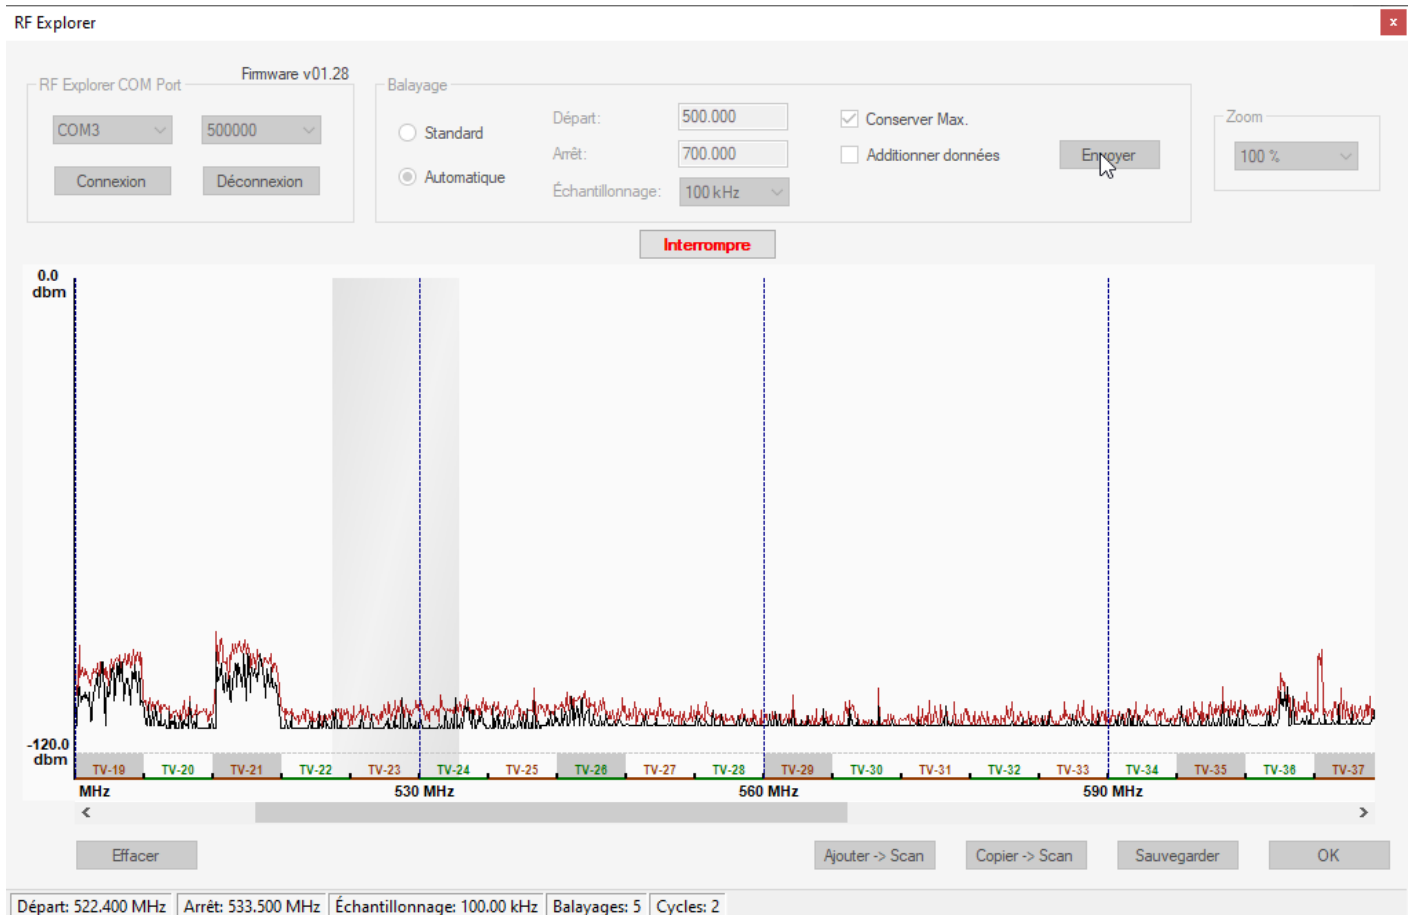 RF Explorer
x
RF Explorer COM Port
Firmware v01.28
COM3
500000
Connexion
Déconnexion
Balayage
Standard
Automatique
Départ:
500.000
Arrêt:
700.000
Échantillonnage:
100 kHz
Conserver Max.
Additionner données
Envoyer
Zoom
100 %
Interrompre
0.0
dbm
-120.0
dbm
TV-19 TV-20 TV-21 TV-22 TV-23 TV-24 TV-25 TV-26 TV-27 TV-28 TV-29 TV-30 TV-31 TV-32 TV-33 TV-34 TV-35 TV-36 TV-37
MHz 530 MHz 560 MHz 590 MHz
Effacer
Ajouter -> Scan
Copier -> Scan
Sauvegarder
OK
Départ: 522.400 MHz Arrêt: 533.500 MHz Échantillonnage: 100.00 kHz Balayages: 5 Cycles: 2